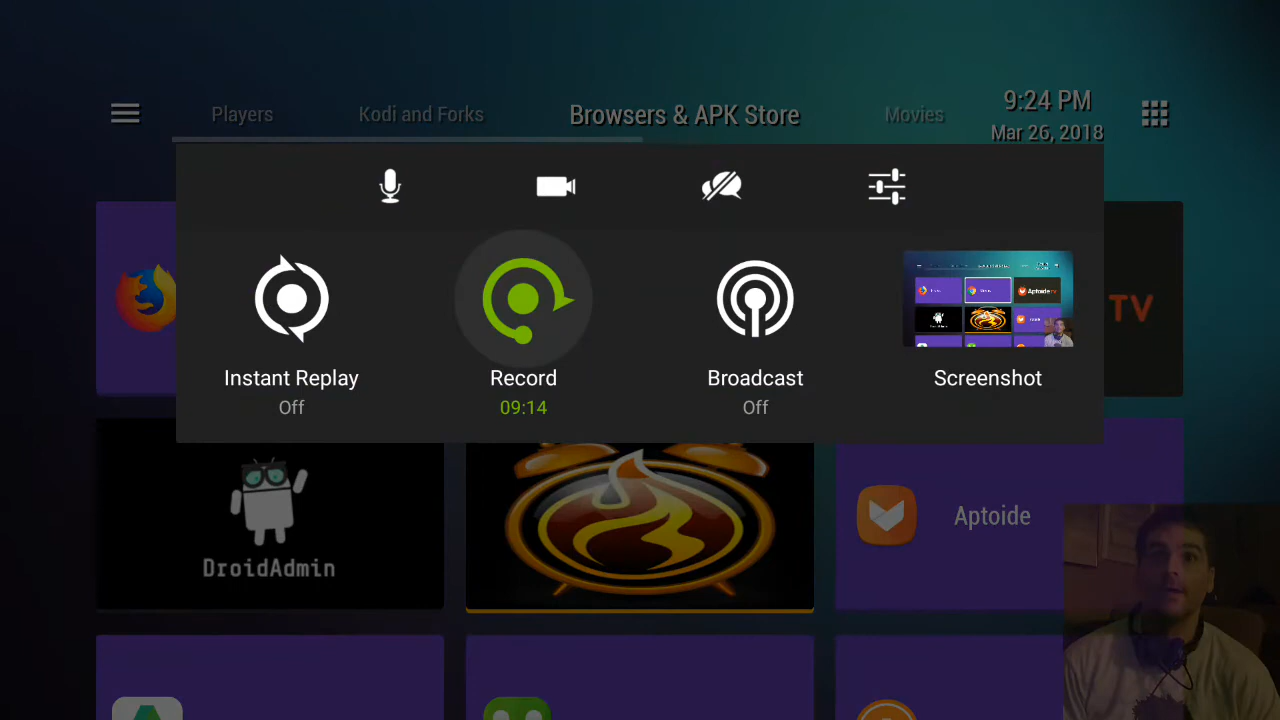 Players
Kodi and Forks
Browsers & APK Store
Movies
9:24 PM
Mar 26, 2018
Instant Replay
Off
Record
09:14
Broadcast
Off
Screenshot
TV
DroidAdmin
Aptoide